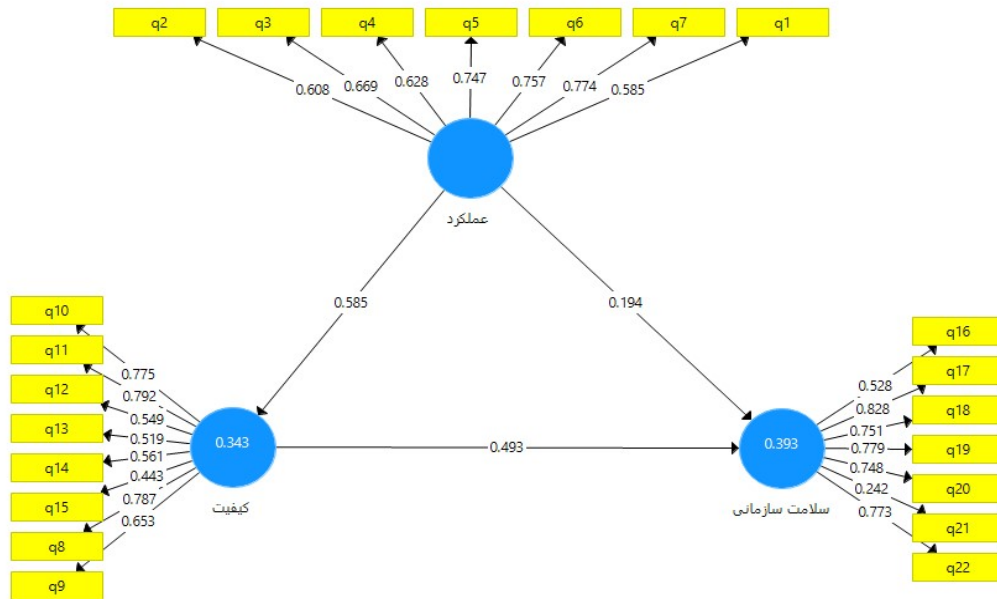 q2 q3 q4 q5 q6 q7 q1
0.608 0.669 0.628 0.747 0.757 0.774 0.585
عملکرد
0.585 0.194
q10
q11
q12
q13
q14
q15
q8
q9
0.775
0.792
0.549
0.519
0.561
0.443
0.787
0.653
0.343
کیفیت
0.493
0.393
سلامت سازمانی
0.528
0.828
0.751
0.779
0.748
0.242
0.773
q16
q17
q18
q19
q20
q21
q22